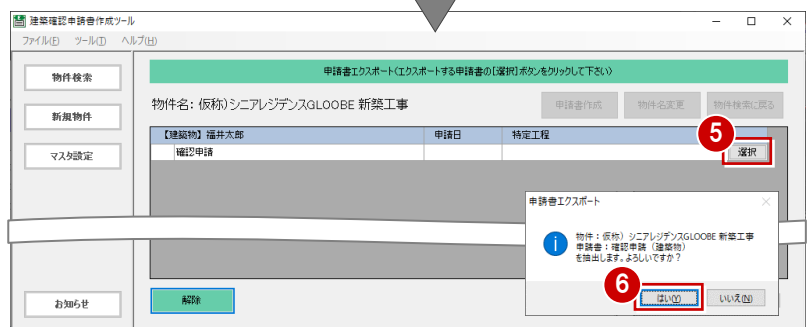 建築確認申請書作成ツール
ファイル(F) ツール(T) ヘルプ(H)
物件検索
新規物件
マスタ設定
お知らせ
申請書エクスポート(エクスポートする申請書の[選択]ボタンをクリックして下さい)
物件名: 仮称)シニアレジデンスGLOOBE 新築工事
申請書作成 物件名変更 物件検索に戻る
【建築物】福井太郎 申請日 特定工程
確認申請 選択
5
申請書エクスポート
物件:仮称) シニアレジデンスGLOOBE 新築工事
申請書:確認申請 (建築物)
を抽出します。よろしいですか?
6
はい(Y) いいえ(N)
解除